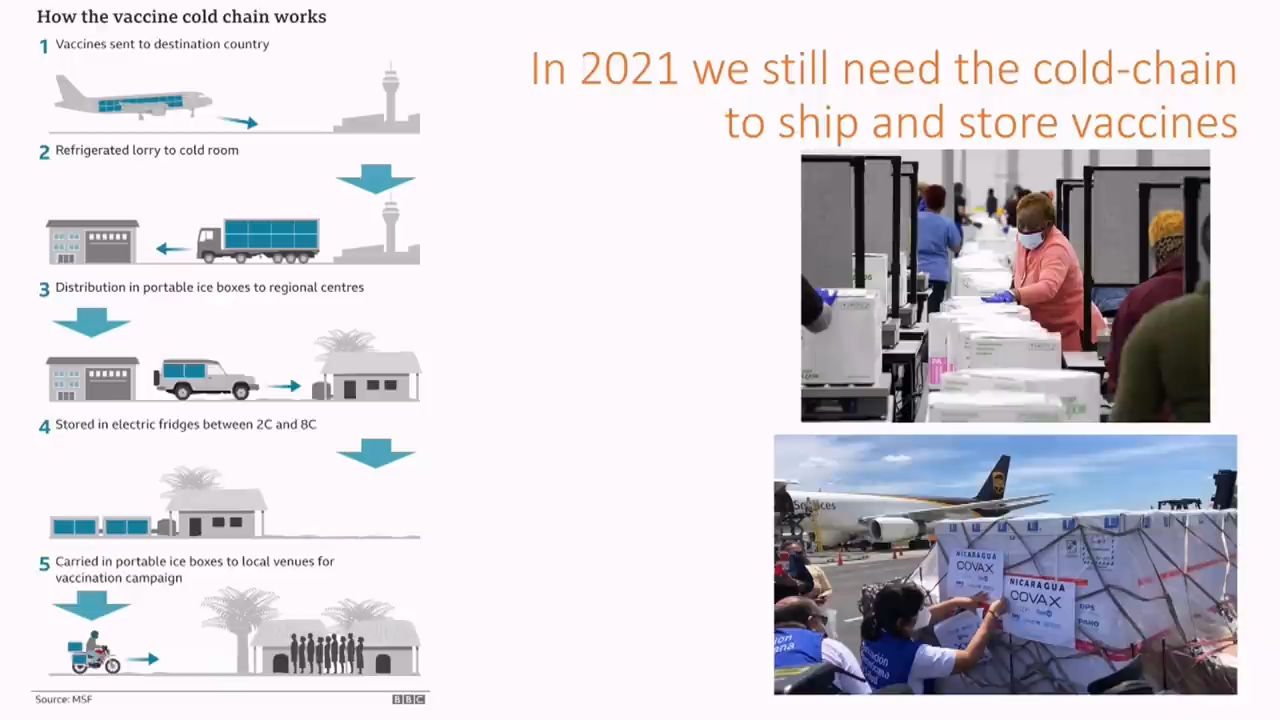 How the vaccine cold chain works
1 Vaccines sent to destination country
2 Refrigerated lorry to cold room
3 Distribution in portable ice boxes to regional centres
4 Stored in electric fridges between 2C and 8C
5 Carried in portable ice boxes to local venues for
vaccination campaign
Source: MSF
BBC
In 2021 we still need the cold-chain
to ship and store vaccines
NICARAGUA
COVAX
NICARAGUA
COVAX
OPS